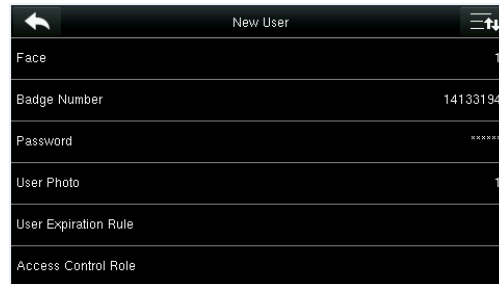 New User
Face 1
Badge Number 14133194
Password ******
User Photo 1
User Expiration Rule
Access Control Role